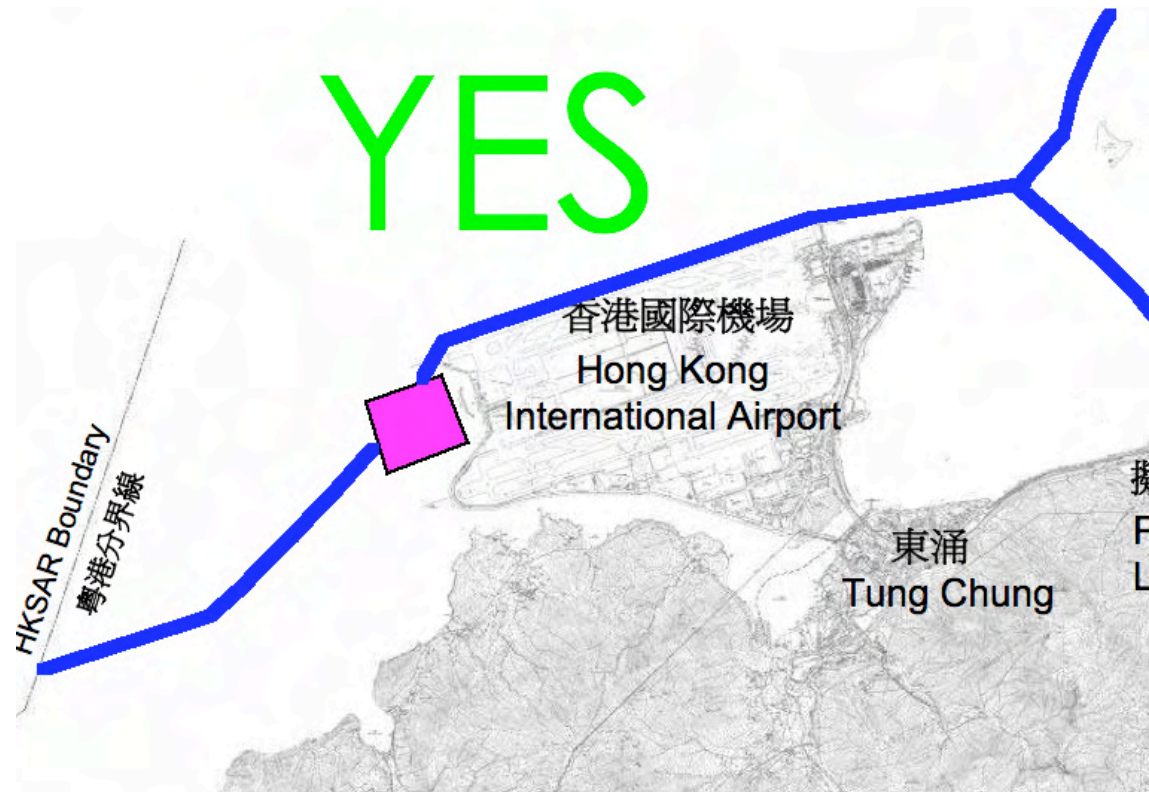 YES
香港國際機場
Hong Kong
International Airport
HKSAR Boundary
粵港分界線
東涌
Tung Chung
擬
P
L